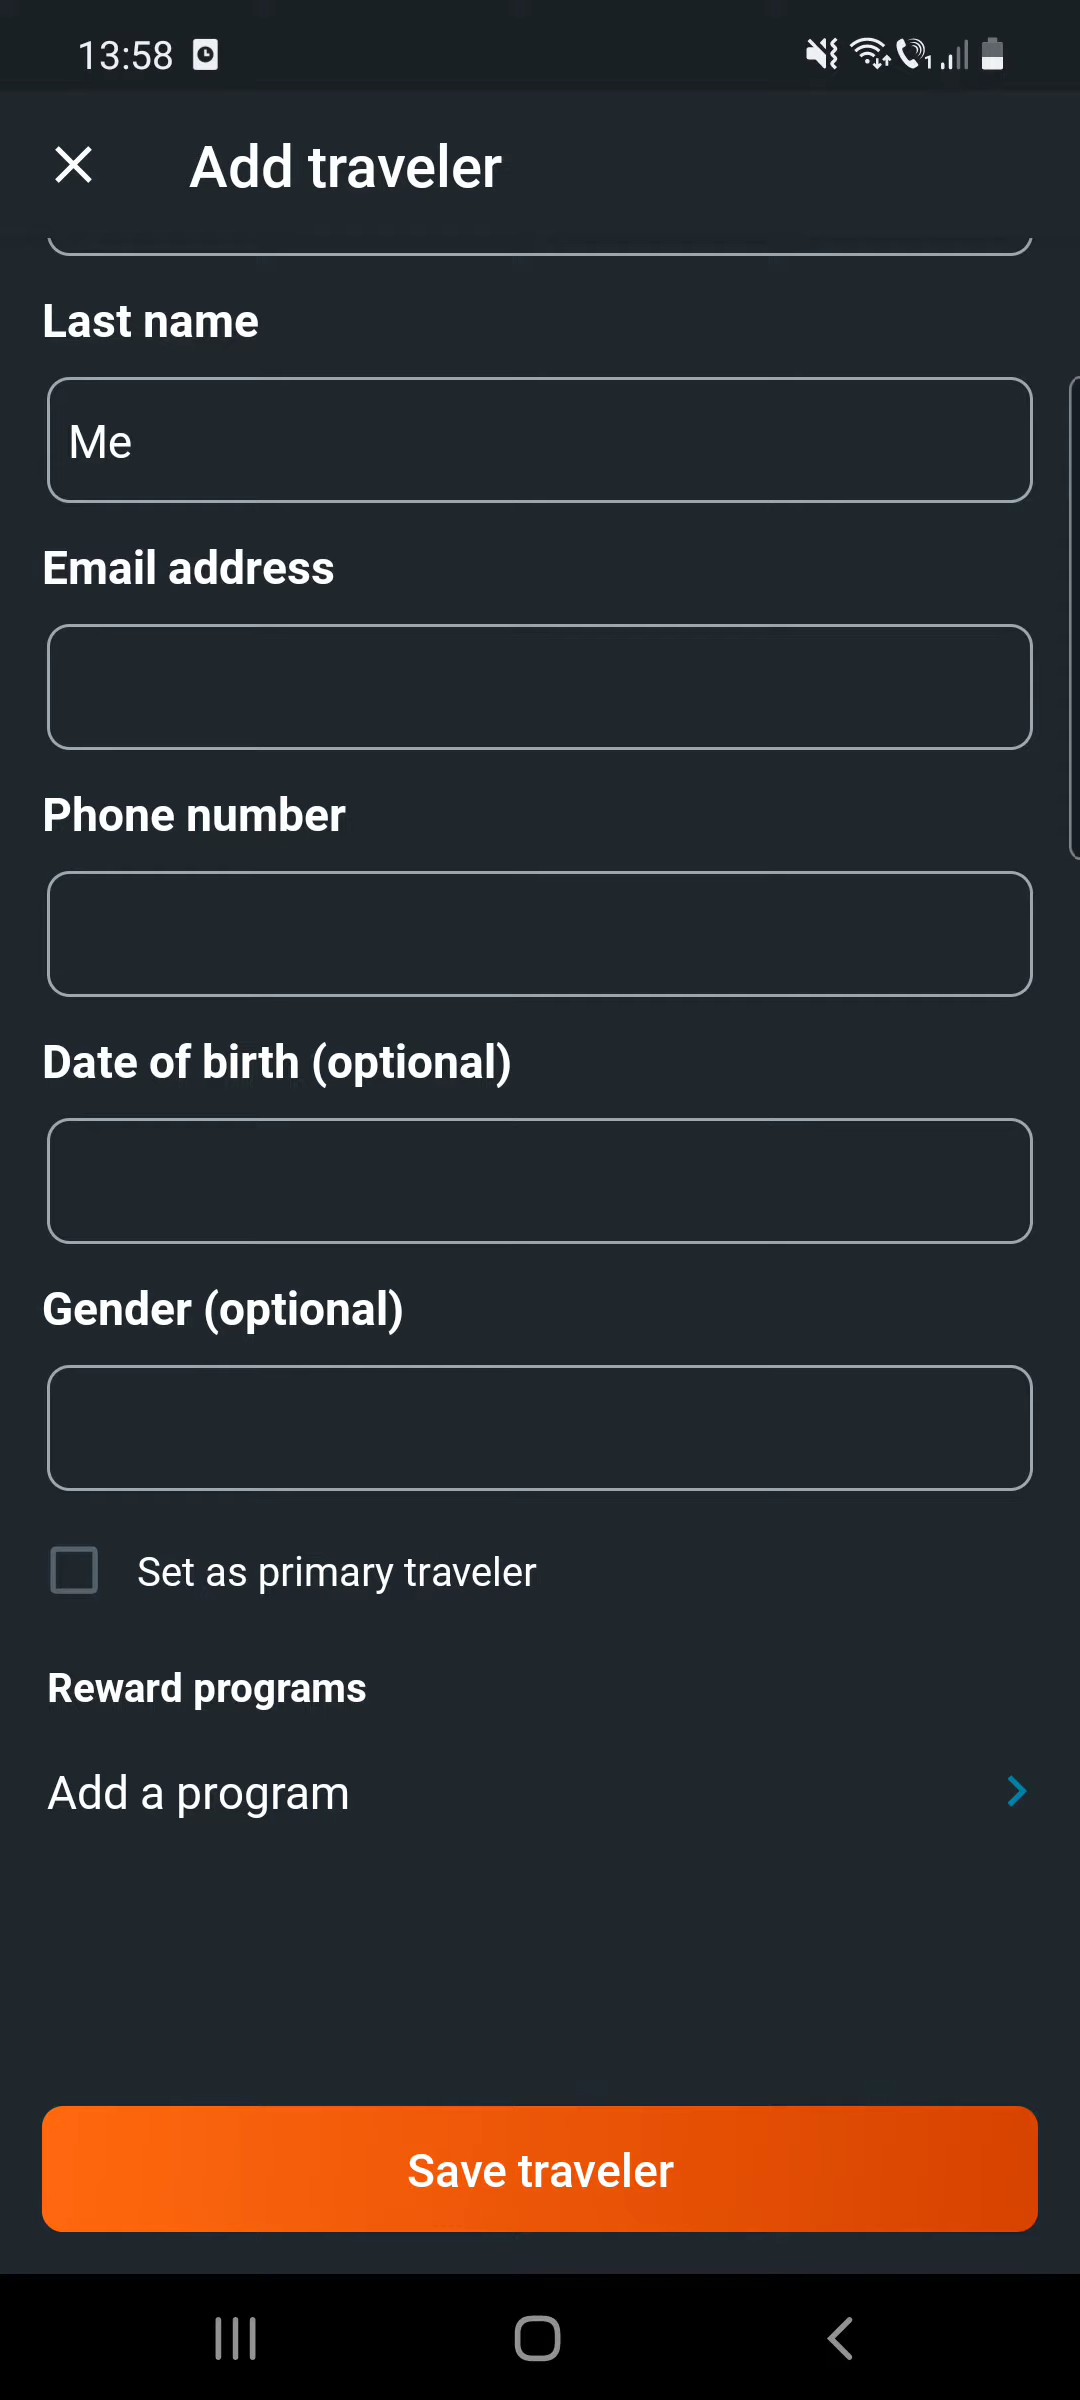 13:58
Add traveler
Last name
Me
Email address
Phone number
Date of birth (optional)
Gender (optional)
Set as primary traveler
Reward programs
Add a program
Save traveler